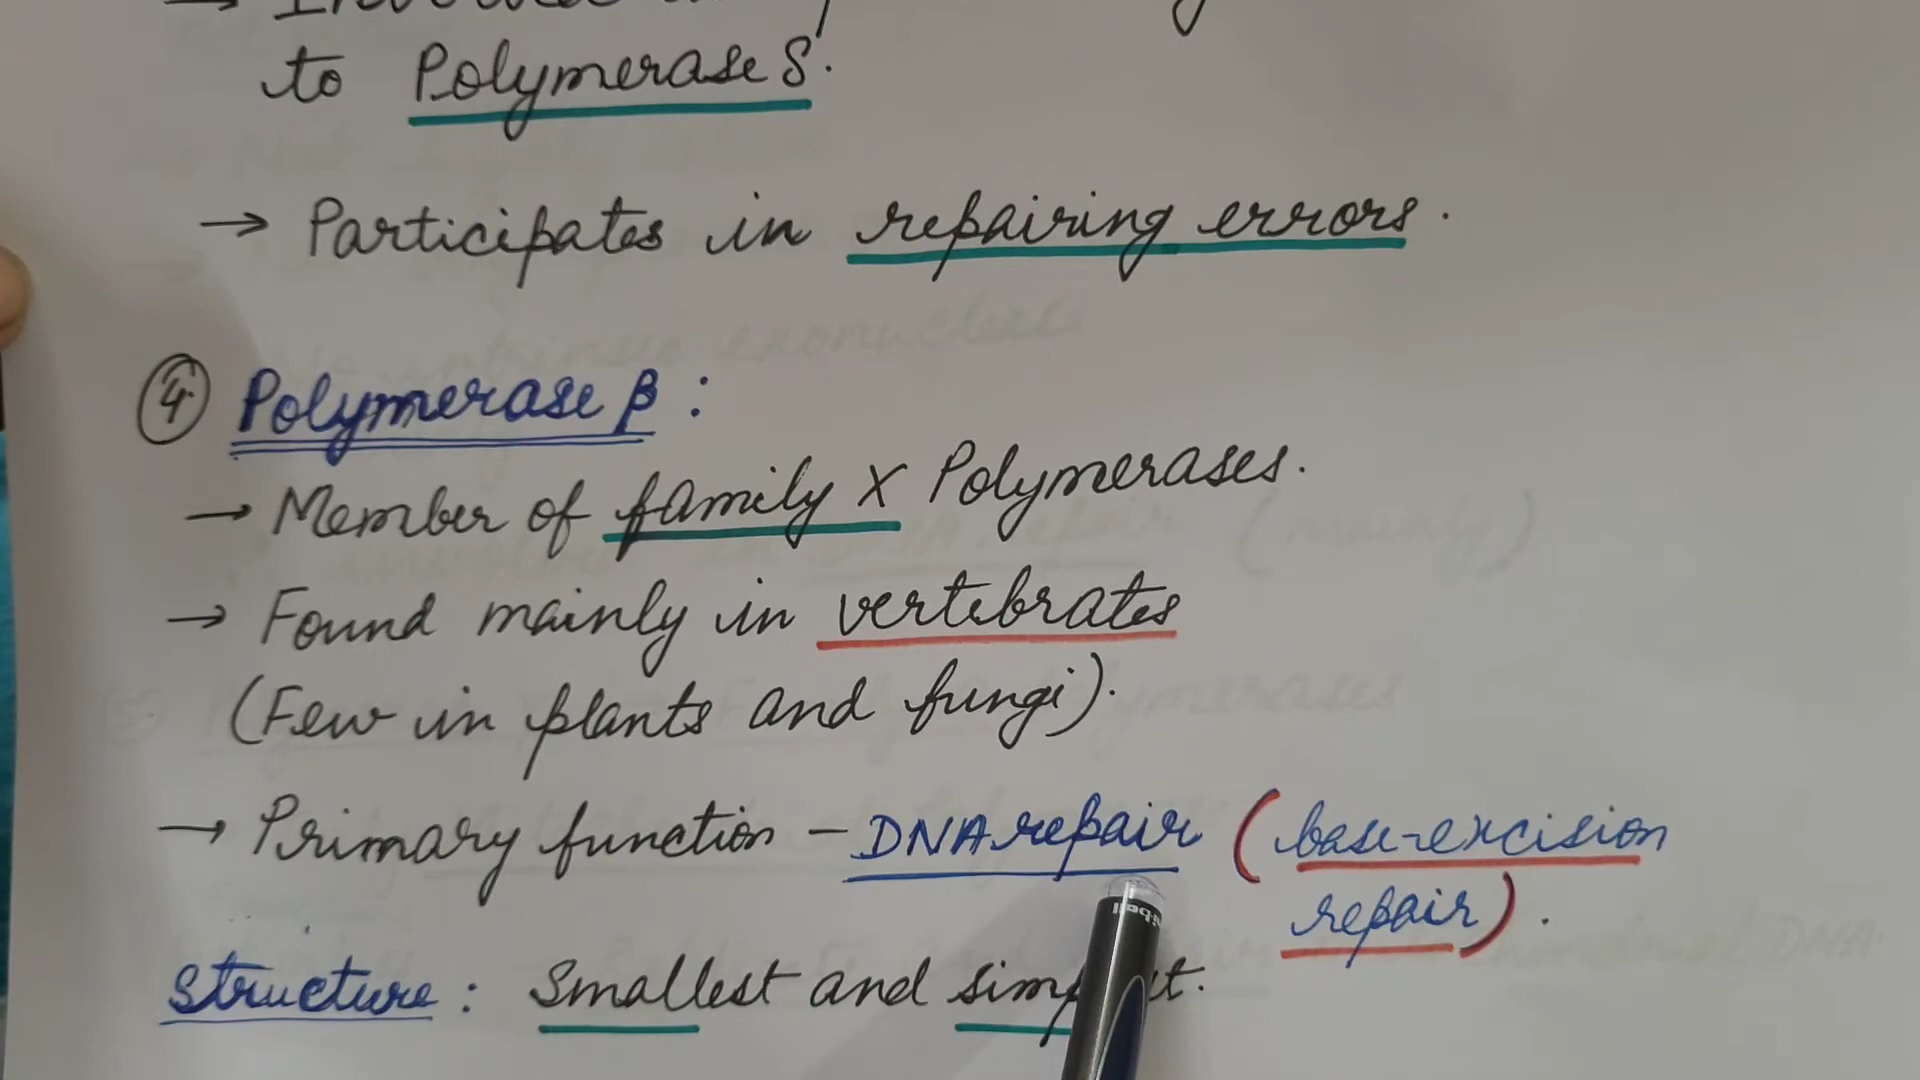 to Polymerase δ.
→ Participates in repairing errors.
④ Polymerase β :
→ Member of family X Polymerases.
→ Found mainly in vertebrates
(Few in plants and fungi).
→ Primary function – DNA repair (base-excision
repair).
Structure : Smallest and